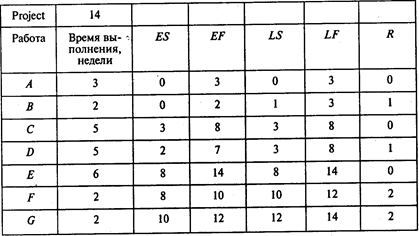 Project 14
Работа Время вы- ES EF LS LF R
полнения,
недели
A 3 0 3 0 3 0
B 2 0 2 1 3 1
C 5 3 8 3 8 0
D 5 2 7 3 8 1
E 6 8 14 8 14 0
F 2 8 10 10 12 2
G 2 10 12 12 14 2